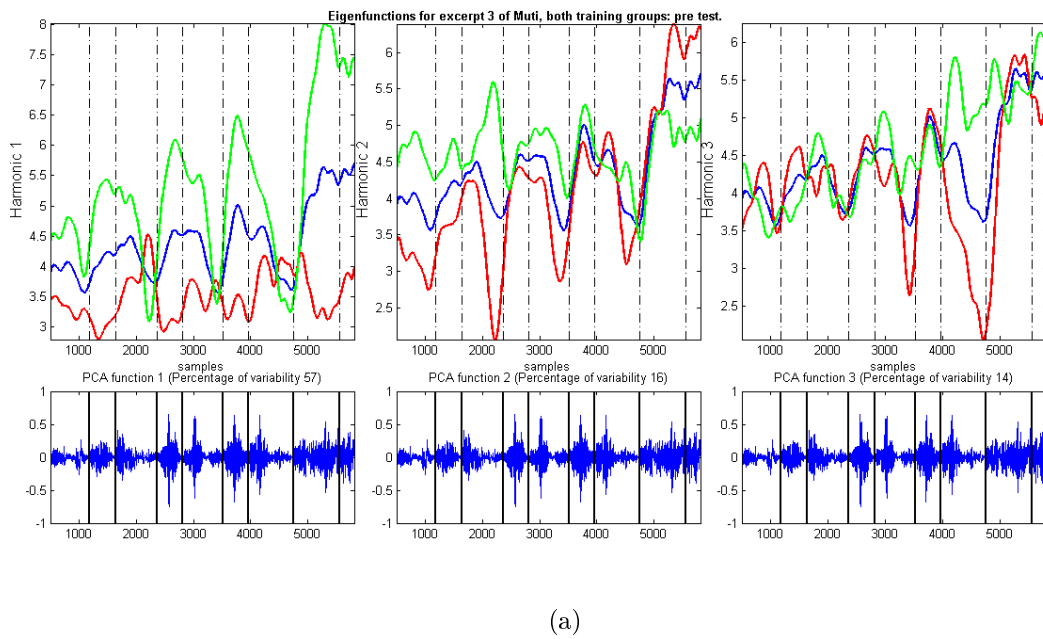 Eigenfunctions for excerpt 3 of Muti, both training groups: pre test.
Harmonic 1
8
7.5
7
6.5
6
5.5
5
4.5
4
3.5
3
1000 2000 3000 4000 5000
samples
Harmonic 2
6
5.5
5
4.5
4
3.5
3
2.5
1000 2000 3000 4000 5000
samples
Harmonic 3
6
5.5
5
4.5
4
3.5
3
2.5
1000 2000 3000 4000 5000
samples
PCA function 1 (Percentage of variability 57)
1
0.5
0
-0.5
-1
1000 2000 3000 4000 5000
PCA function 2 (Percentage of variability 16)
1
0.5
0
-0.5
-1
1000 2000 3000 4000 5000
PCA function 3 (Percentage of variability 14)
1
0.5
0
-0.5
-1
1000 2000 3000 4000 5000
(a)